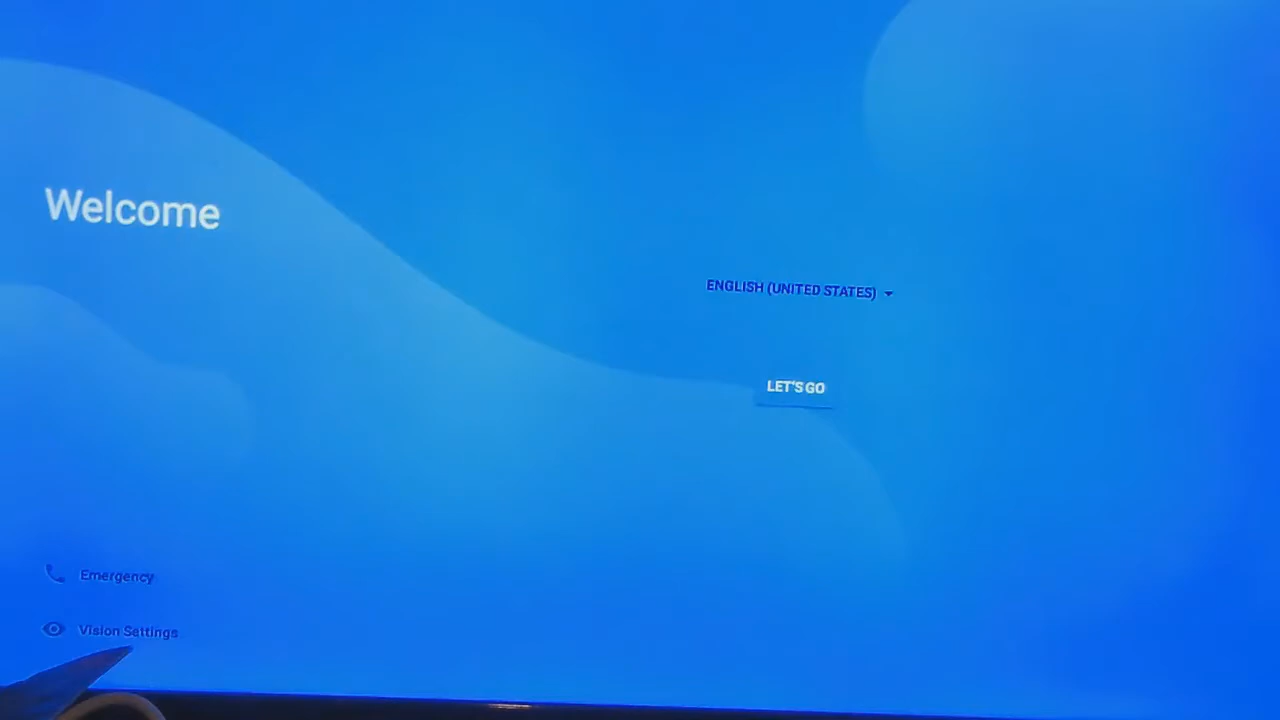 Welcome
ENGLISH (UNITED STATES)
LET'S GO
Emergency
Vision Settings